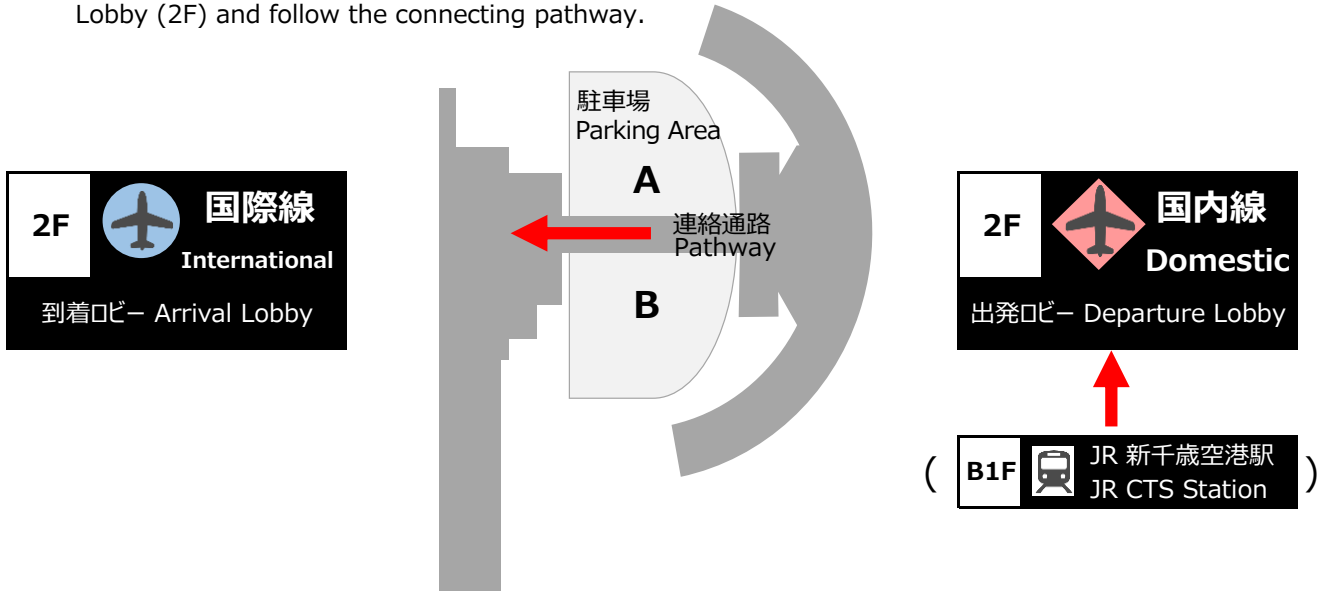 Lobby (2F) and follow the connecting pathway.
駐車場
Parking Area
A
連絡通路
Pathway
B
2F
国際線
International
到着ロビー Arrival Lobby
2F
国内線
Domestic
出発ロビー Departure Lobby
( B1F JR 新千歳空港駅 )
JR CTS Station